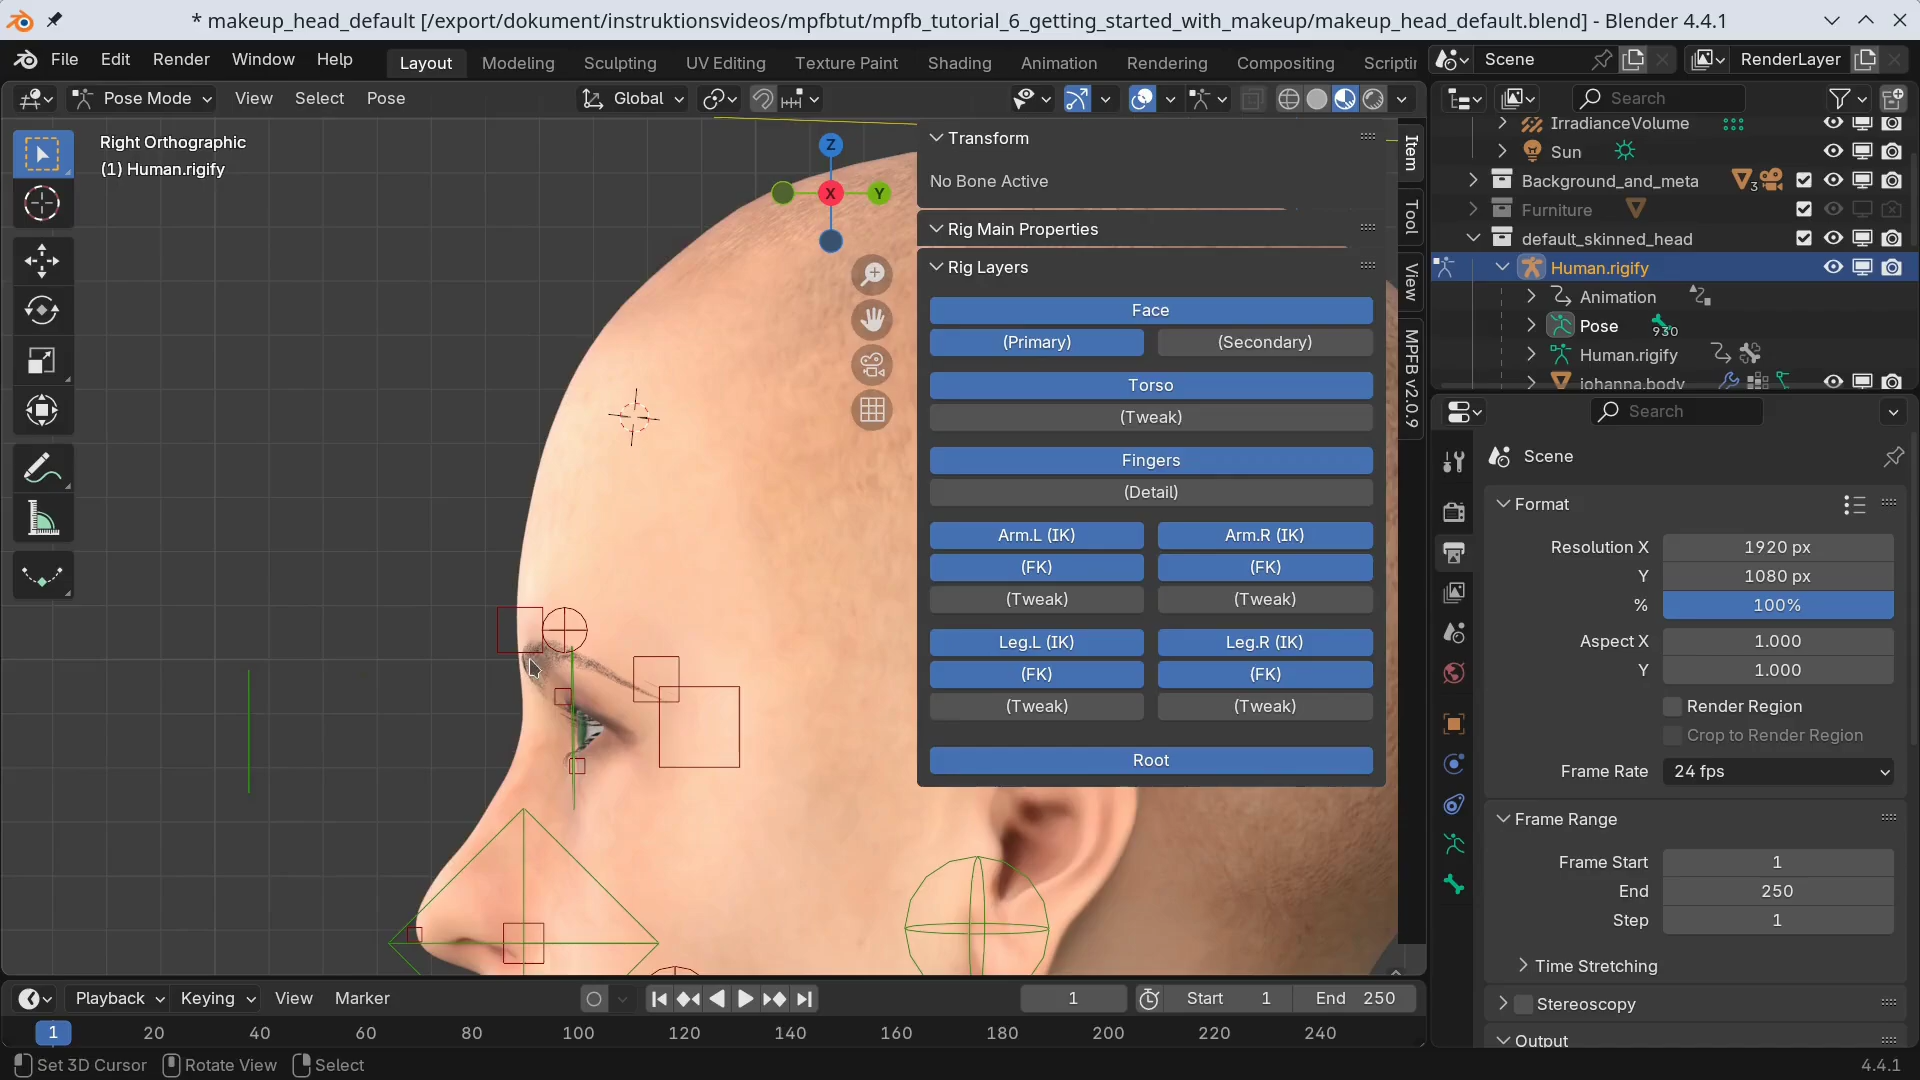 * makeup_head_default [/export/dokument/instruktionsvideos/mpfbtut/mpfb_tutorial_6_getting_started_with_makeup/makeup_head_default.blend] - Blender 4.4.1
File Edit Render Window Help Layout Modeling Sculpting UV Editing Texture Paint Shading Animation Rendering Compositing Scriptin Scene RenderLayer
Pose Mode View Select Pose Global Search
Right Orthographic
(1) Human.rigify
Z
X
Y
Transform
No Bone Active
Rig Main Properties
Rig Layers
Face
(Primary) (Secondary)
Torso
(Tweak)
Fingers
(Detail)
Arm.L (IK) Arm.R (IK)
(FK) (FK)
(Tweak) (Tweak)
Leg.L (IK) Leg.R (IK)
(FK) (FK)
(Tweak) (Tweak)
Root
Item
Tool
View
MPFB v2.0.9
IrradianceVolume
Sun
Background_and_meta 3
Furniture
default_skinned_head
Human.rigify
Animation
Pose 930
Human.rigify
johanna.body
Search
Scene
Format
Resolution X 1920 px
Y 1080 px
% 100%
Aspect X 1.000
Y 1.000
Render Region
Crop to Render Region
Frame Rate 24 fps
Frame Range
Frame Start 1
End 250
Step 1
Time Stretching
Stereoscopy
Output
Playback Keying View Marker 1 Start 1 End 250
1 20 40 60 80 100 120 140 160 180 200 220 240
Set 3D Cursor Rotate View Select 4.4.1